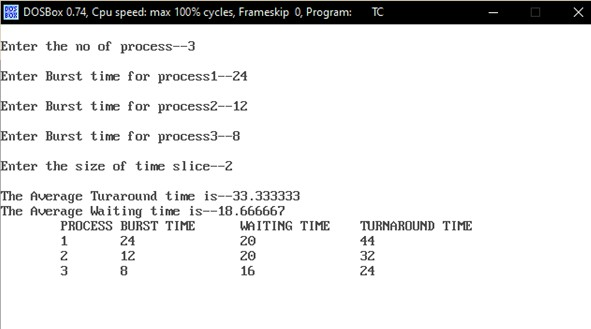 DOS BOX DOSBox 0.74, Cpu speed: max 100% cycles, Frameskip 0, Program: TC
Enter the no of process--3
Enter Burst time for process1--24
Enter Burst time for process2--12
Enter Burst time for process3--8
Enter the size of time slice--2
The Average Turaround time is--33.333333
The Average Waiting time is--18.666667
PROCESS BURST TIME WAITING TIME TURNAROUND TIME
1 24 20 44
2 12 20 32
3 8 16 24